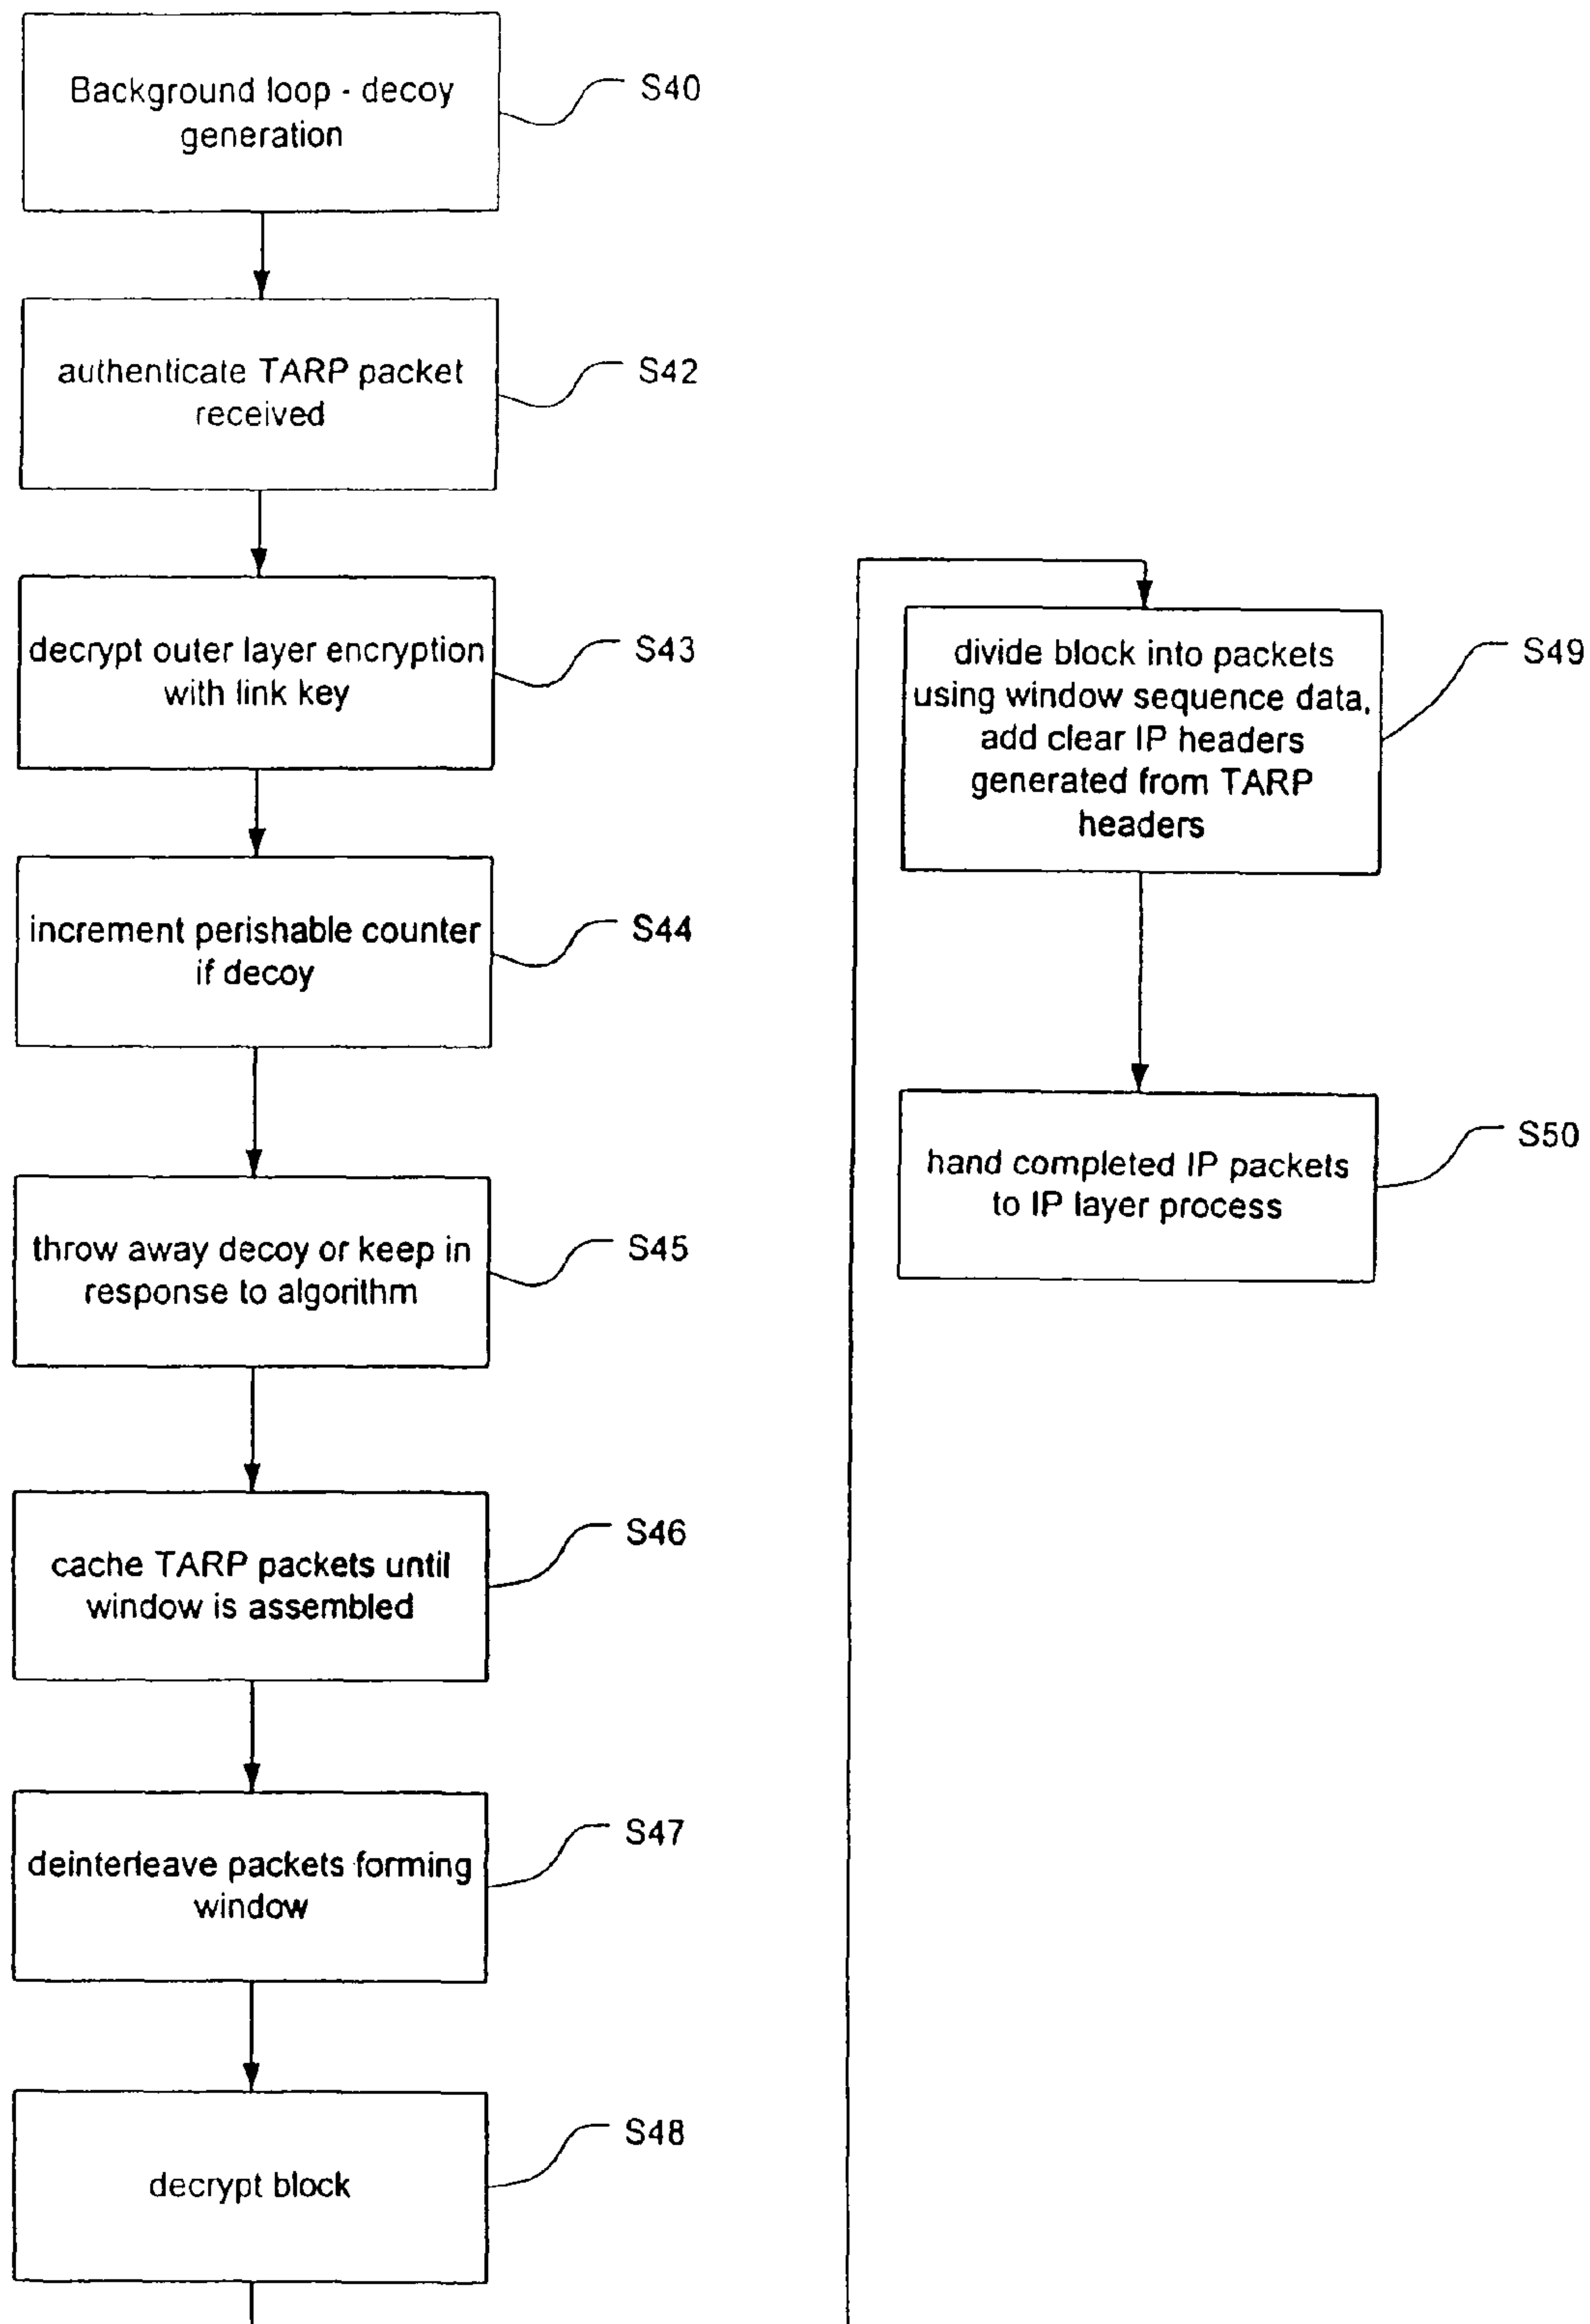 Background loop - decoy
generation
S40
authenticate TARP packet
received
S42
decrypt outer layer encryption
with link key
S43
increment perishable counter
if decoy
S44
throw away decoy or keep in
response to algorithm
S45
cache TARP packets until
window is assembled
S46
deinterleave packets forming
window
S47
decrypt block
S48
divide block into packets
using window sequence data,
add clear IP headers
generated from TARP
headers
S49
hand completed IP packets
to IP layer process
S50